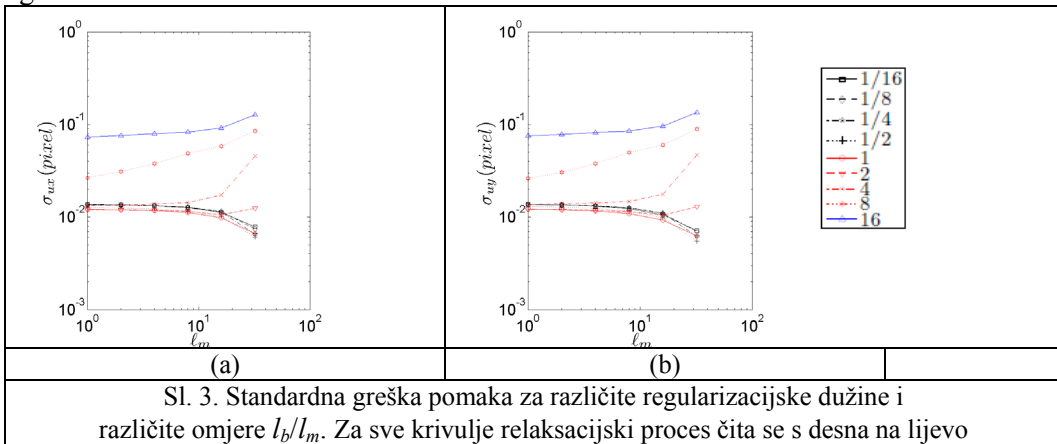 10^0
10^-1
10^-2
10^-3
σ_ux(pixel)
10^0
10^1
10^2
ℓ_m
(a)
10^0
10^-1
10^-2
10^-3
σ_uy(pixel)
10^0
10^1
10^2
ℓ_m
(b)
1/16
1/8
1/4
1/2
1
2
4
8
16
Sl. 3. Standardna greška pomaka za različite regularizacijske dužine i
različite omjere l_b/l_m. Za sve krivulje relaksacijski proces čita se s desna na lijevo